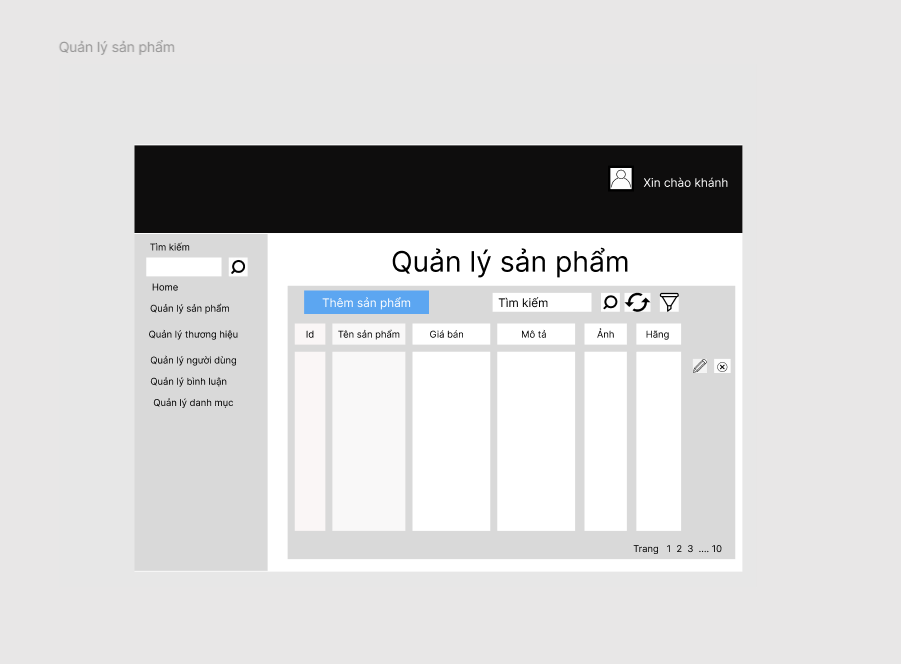 Quản lý sản phẩm
Xin chào khánh
Tìm kiếm
Home
Quản lý sản phẩm
Quản lý thương hiệu
Quản lý người dùng
Quản lý bình luận
Quản lý danh mục
Quản lý sản phẩm
Thêm sản phẩm Tìm kiếm
Id Tên sản phẩm Giá bán Mô tả Ảnh Hãng
Trang 1 2 3 .... 10